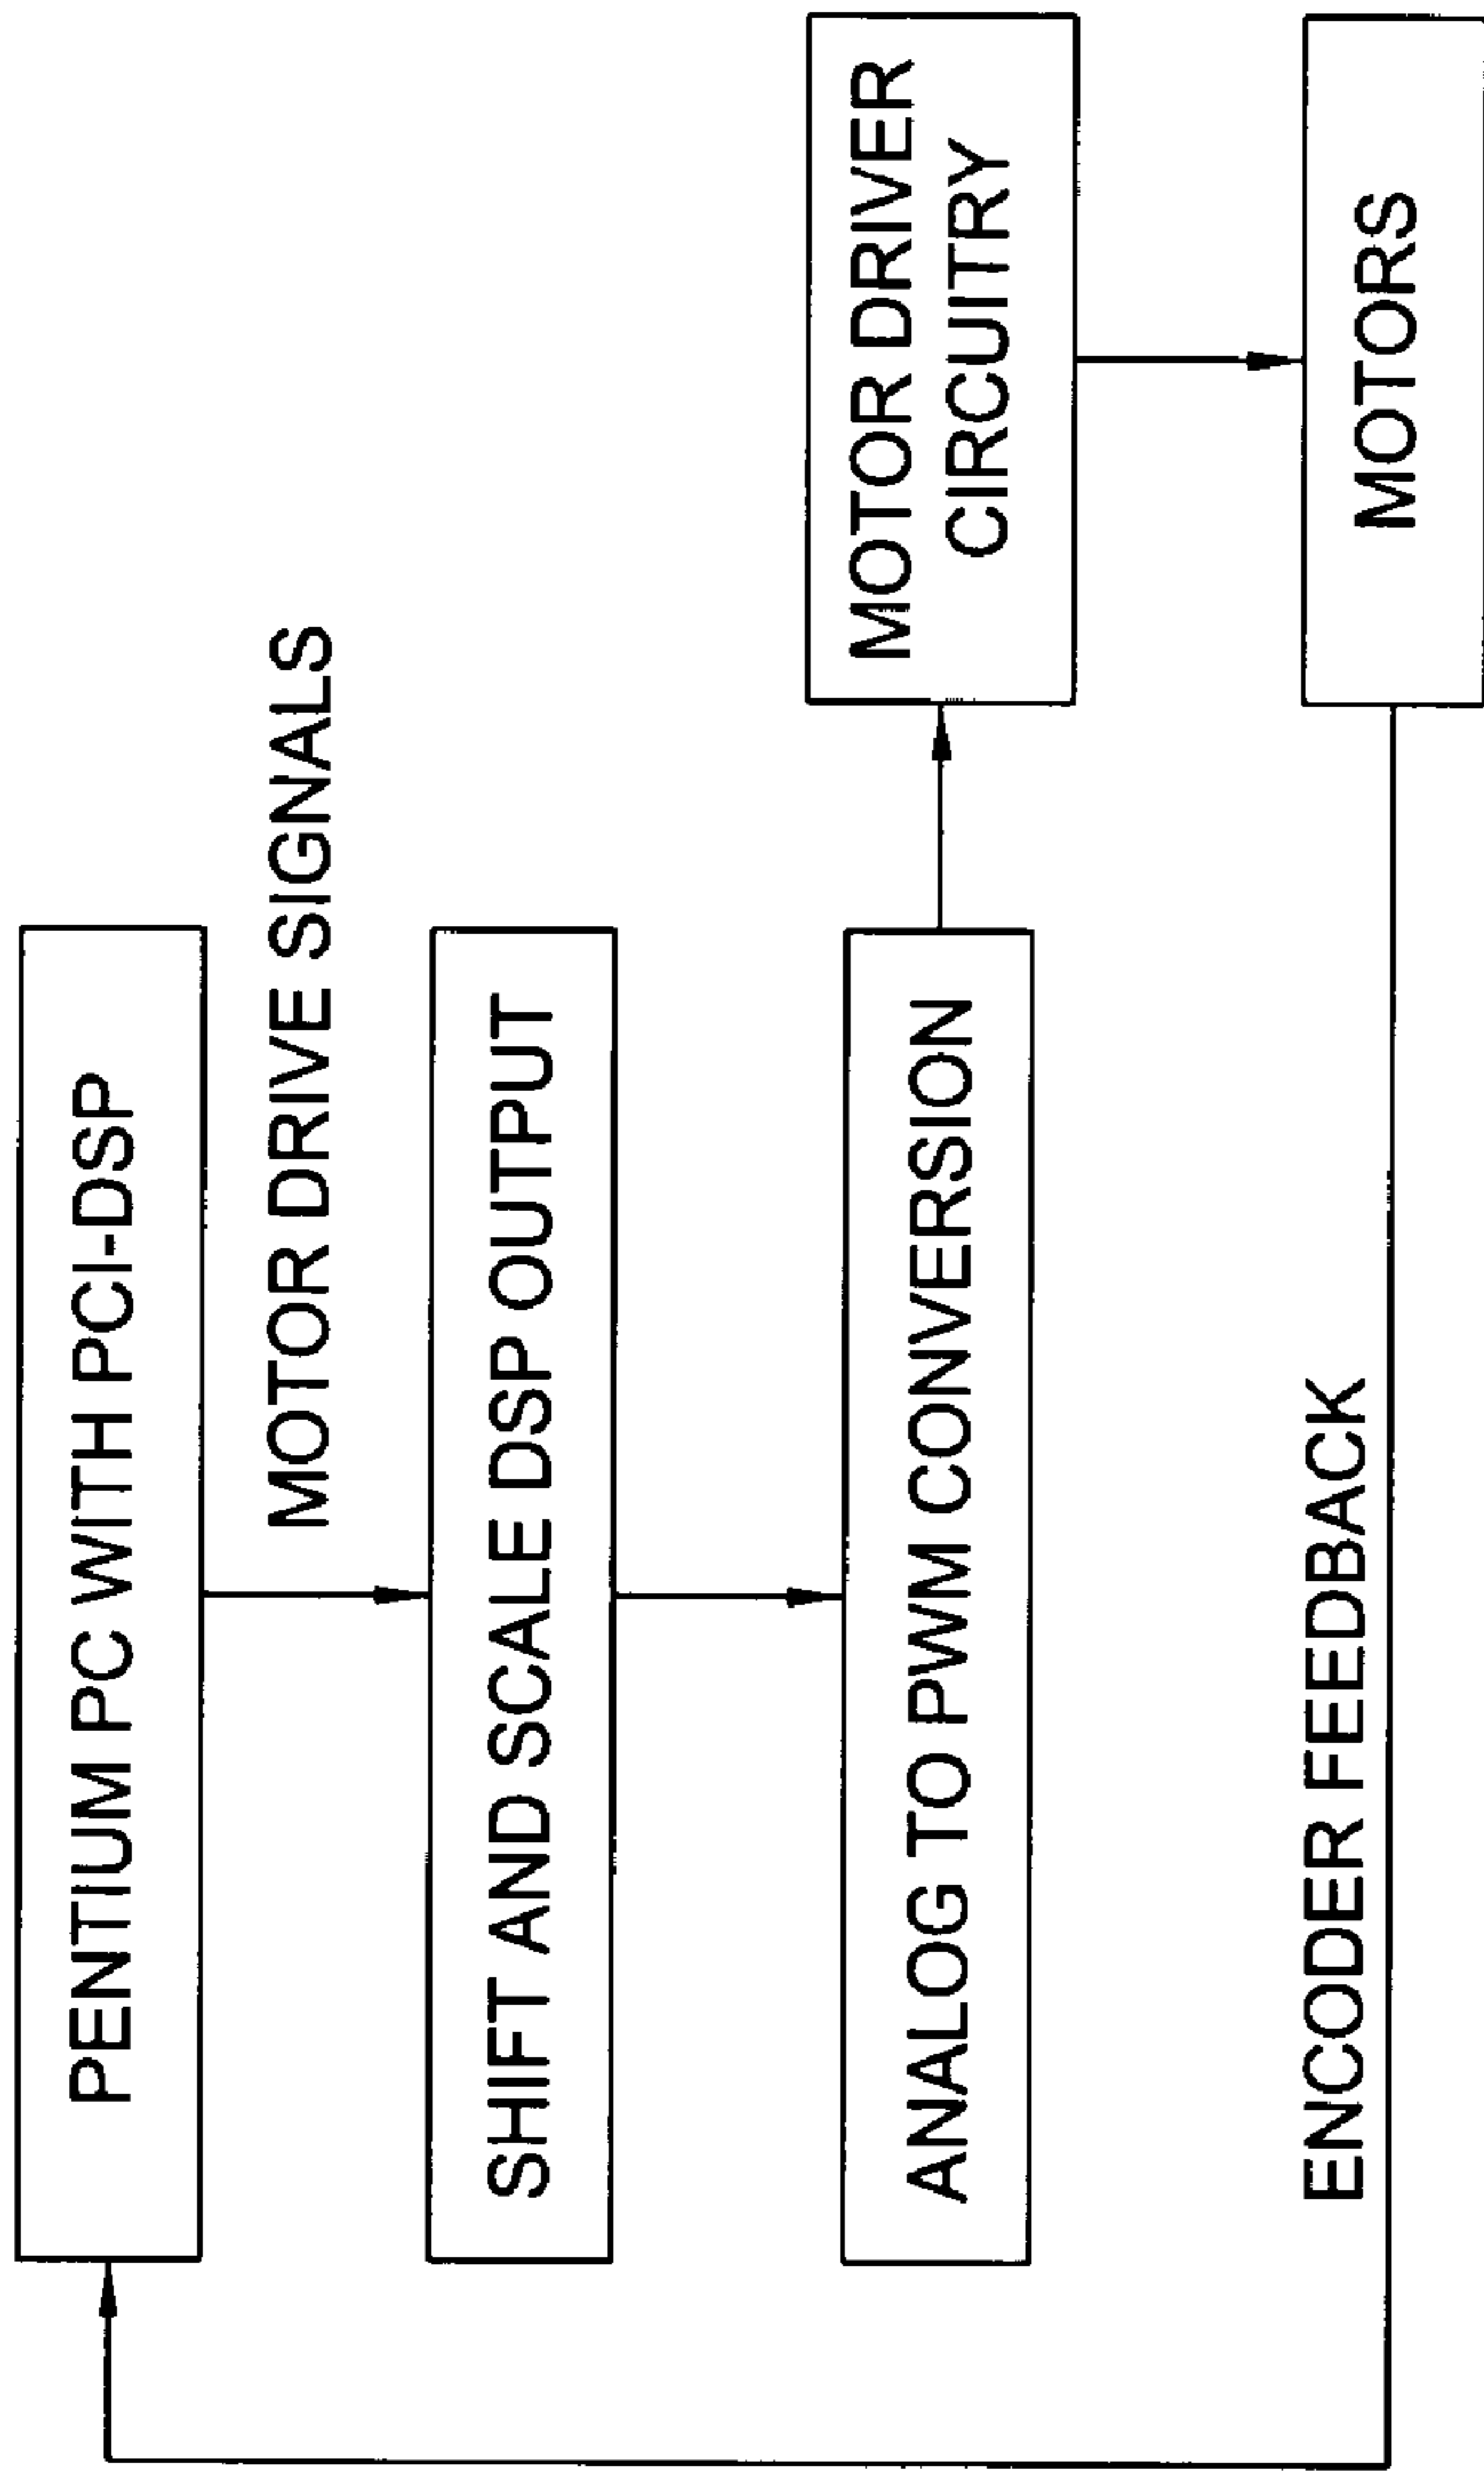 PENTIUM PC WITH PCI-DSP
MOTOR DRIVE SIGNALS
SHIFT AND SCALE DSP OUTPUT
ANALOG TO PWM CONVERSION
MOTOR DRIVER
CIRCUITRY
ENCODER FEEDBACK
MOTORS